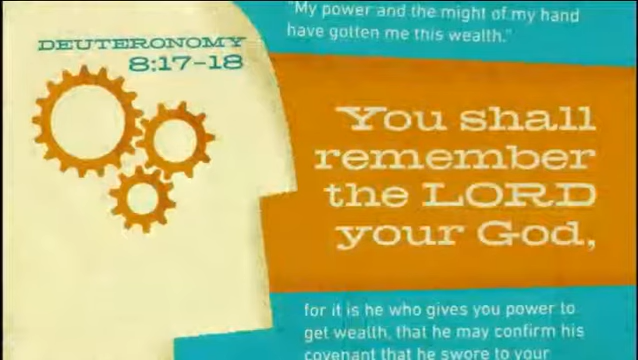 DEUTERONOMY
8:17-18
"My power and the might of my hand
have gotten me this wealth."
You shall
remember
the LORD
your God,
for it is he who gives you power to
get wealth, that he may confirm his
covenant that he swore to your